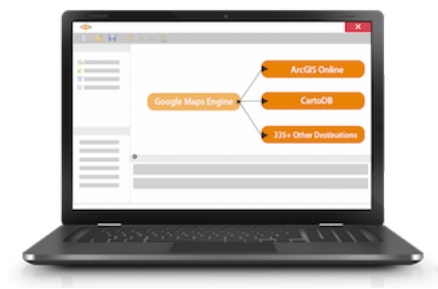 ArcGIS Online
Google Maps Engine
CartoDB
335+ Other Destinations